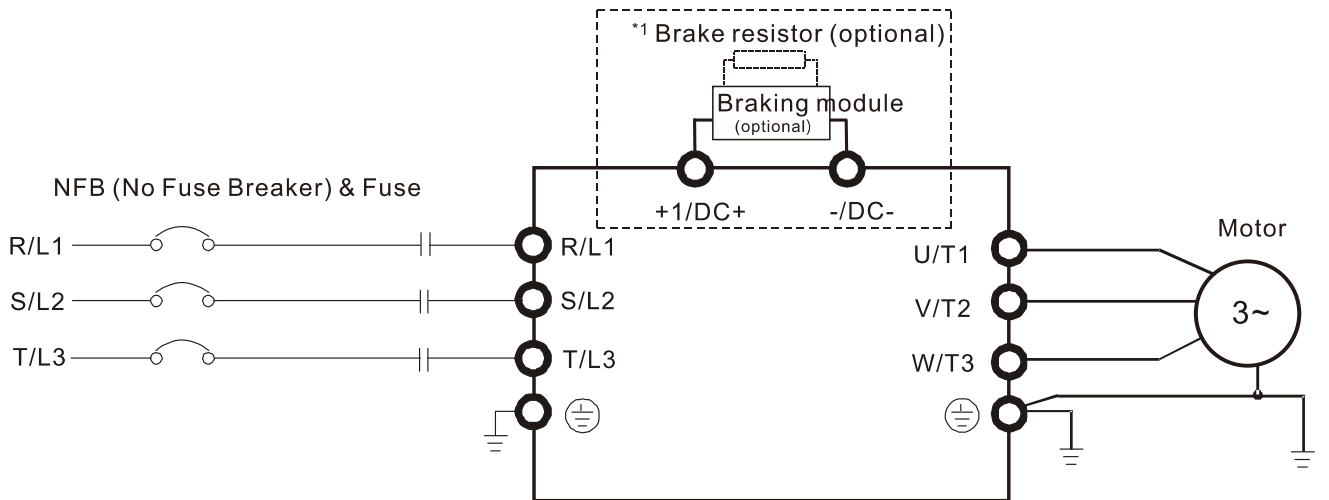 *1 Brake resistor (optional)
Braking module
(optional)
+1/DC+
-/DC-
NFB (No Fuse Breaker) & Fuse
R/L1
R/L1
S/L2
S/L2
T/L3
T/L3
U/T1
V/T2
W/T3
Motor
3~